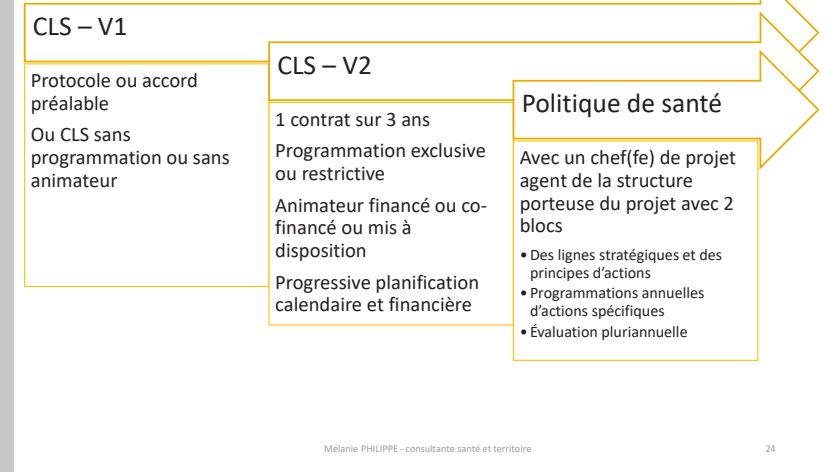 CLS – V1
Protocole ou accord
préalable
Ou CLS sans
programmation ou sans
animateur
CLS – V2
1 contrat sur 3 ans
Programmation exclusive
ou restrictive
Animateur financé ou co-
financé ou mis à
disposition
Progressive planification
calendaire et financière
Politique de santé
Avec un chef(fe) de projet
agent de la structure
porteuse du projet avec 2
blocs
• Des lignes stratégiques et des
principes d’actions
• Programmations annuelles
d’actions spécifiques
• Évaluation pluriannuelle
Mélanie PHILIPPE - consultante santé et territoire
24